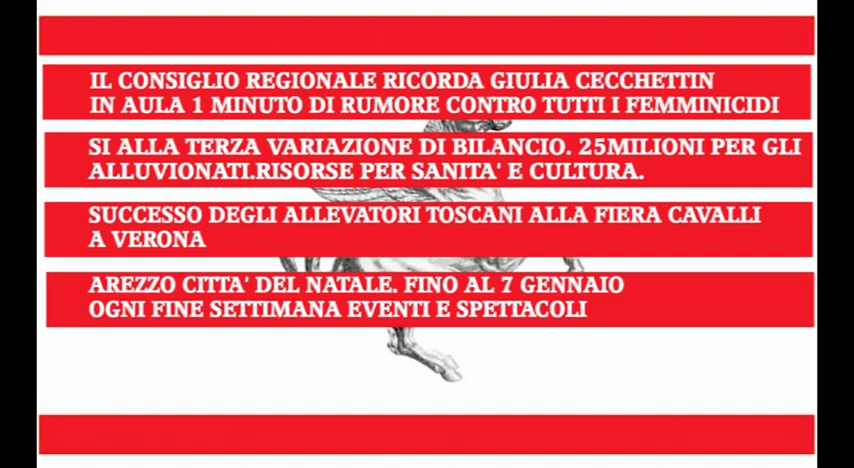 IL CONSIGLIO REGIONALE RICORDA GIULIA CECCHETTIN
IN AULA 1 MINUTO DI RUMORE CONTRO TUTTI I FEMMINICIDI
SI ALLA TERZA VARIAZIONE DI BILANCIO. 25MILIONI PER GLI
ALLUVIONATI.RISORSE PER SANITA' E CULTURA.
SUCCESSO DEGLI ALLEVATORI TOSCANI ALLA FIERA CAVALLI
A VERONA
AREZZO CITTA' DEL NATALE. FINO AL 7 GENNAIO
OGNI FINE SETTIMANA EVENTI E SPETTACOLI